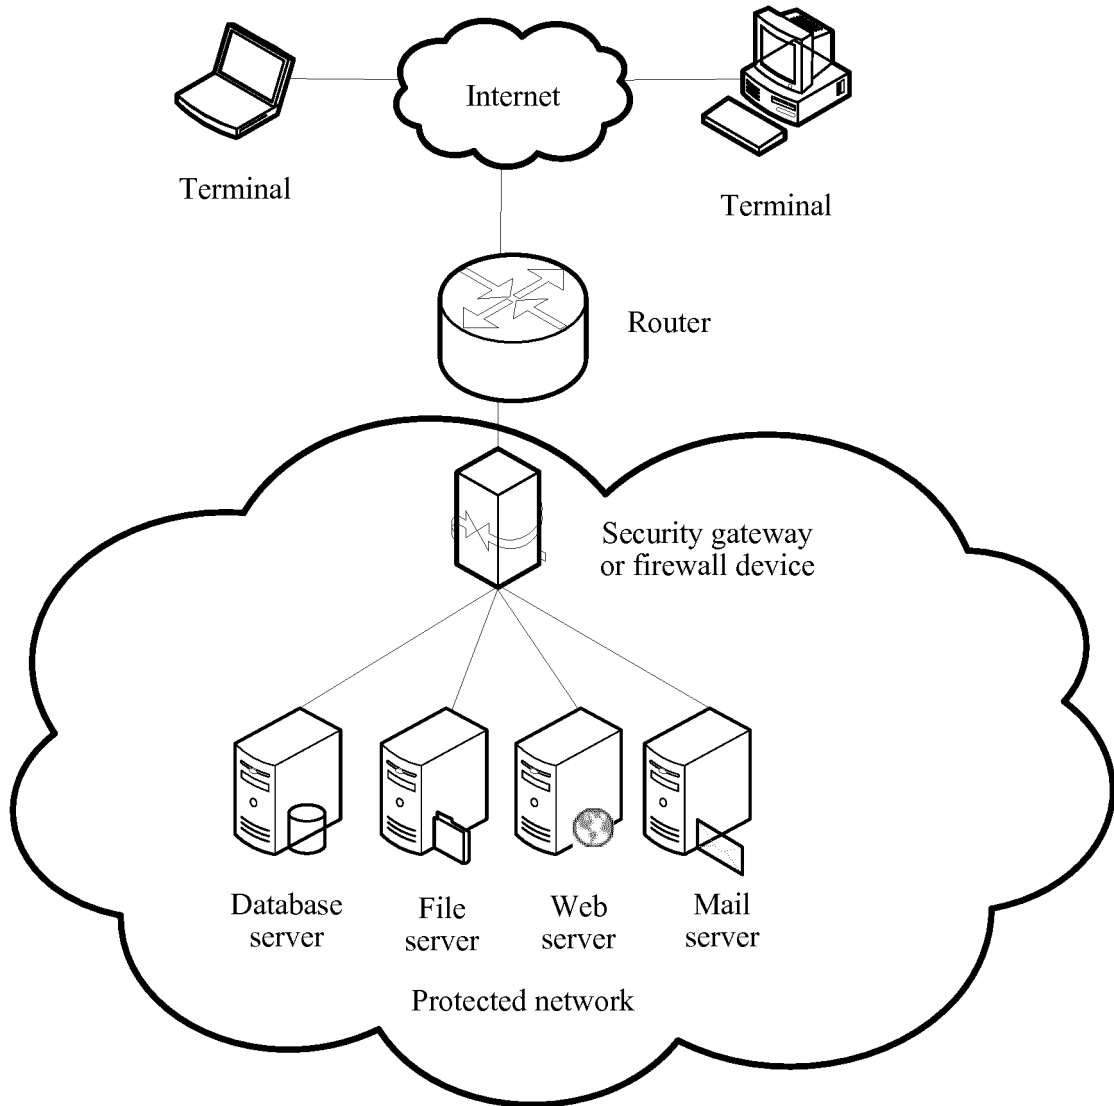 Internet
Terminal
Terminal
Router
Security gateway
or firewall device
Database
server
File
server
Web
server
Mail
server
Protected network